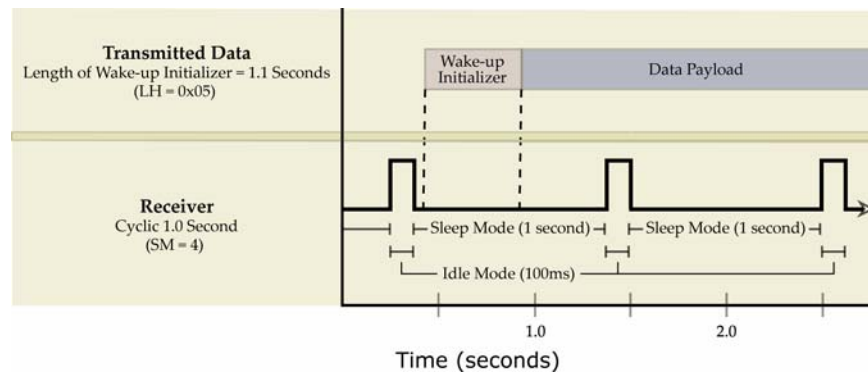 Transmitted Data
Length of Wake-up Initializer = 1.1 Seconds
(LH = 0x05)
Wake-up
Initializer
Data Payload
Receiver
Cyclic 1.0 Second
(SM = 4)
Sleep Mode (1 second)
Sleep Mode (1 second)
Idle Mode (100ms)
1.0
2.0
Time (seconds)